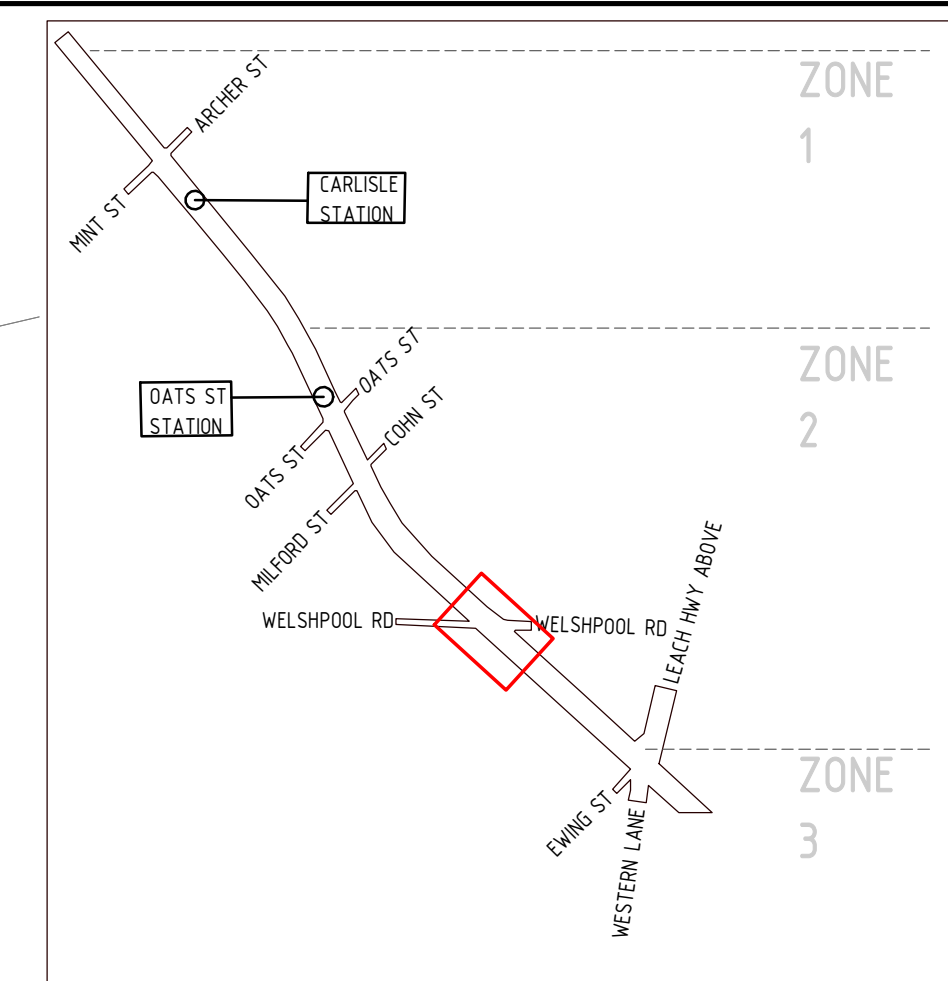 ZONE
1
ARCHER ST
CARLISLE
STATION
MINT ST
ZONE
2
OATS ST
OATS ST
STATION
COHN ST
OATS ST
MILFORD ST
WELSHPOOL RD
WELSHPOOL RD
LEACH HWY ABOVE
ZONE
3
EWING ST
WESTERN LANE